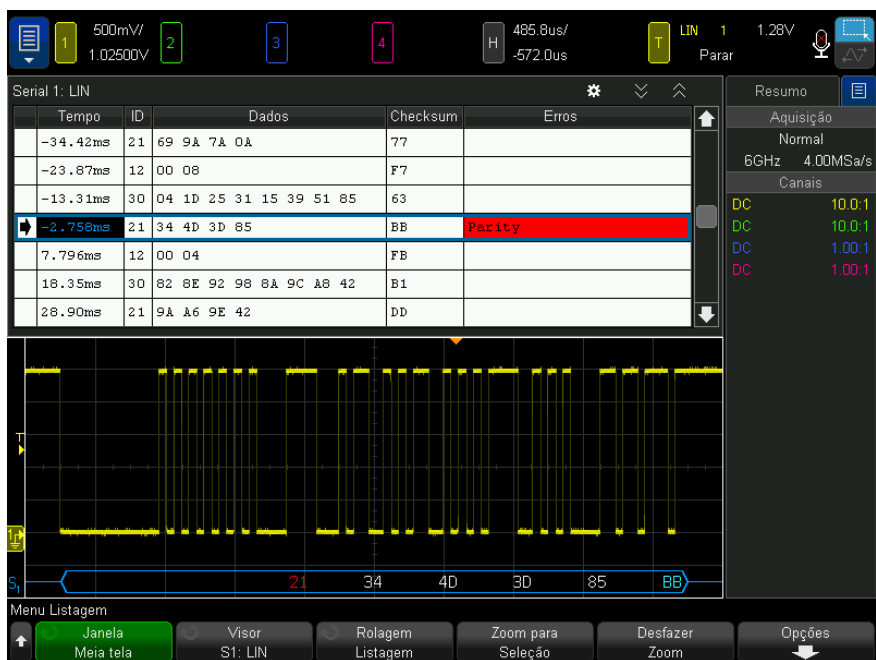 1 500mV/ 1.02500V 2 3 4 H 485.8us/ -572.0us T LIN 1 1.28V Parar
Serial 1: LIN
Tempo ID Dados Checksum Erros
-34.42ms 21 69 9A 7A 0A 77
-23.87ms 12 00 08 F7
-13.31ms 30 04 1D 25 31 15 39 51 85 63
-2.758ms 21 34 4D 3D 85 BB Parity
7.796ms 12 00 04 FB
18.35ms 30 82 8E 92 98 8A 9C A8 42 B1
28.90ms 21 9A A6 9E 42 DD
Resumo
Aquisição
Normal
6GHz 4.00MSa/s
Canais
DC 10.0:1
DC 10.0:1
DC 1.00:1
DC 1.00:1
T
1
S1 21 34 4D 3D 85 BB
Menu Listagem
Janela
Meia tela
Visor
S1: LIN
Rolagem
Listagem
Zoom para
Seleção
Desfazer
Zoom
Opções